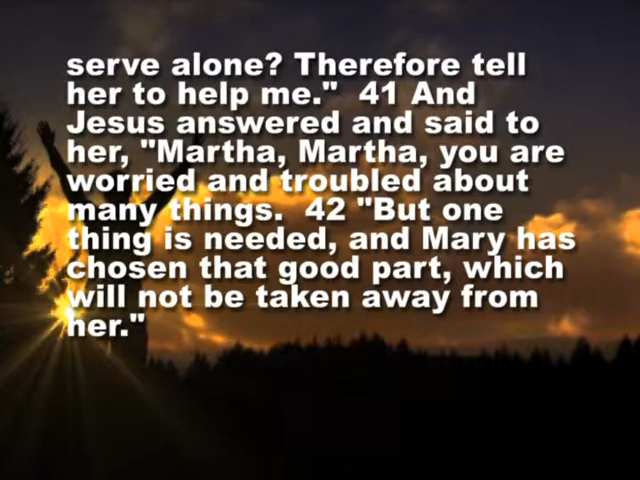 serve alone? Therefore tell
her to help me."  41 And
Jesus answered and said to
her, "Martha, Martha, you are
worried and troubled about
many things.  42 "But one
thing is needed, and Mary has
chosen that good part, which
will not be taken away from
her."